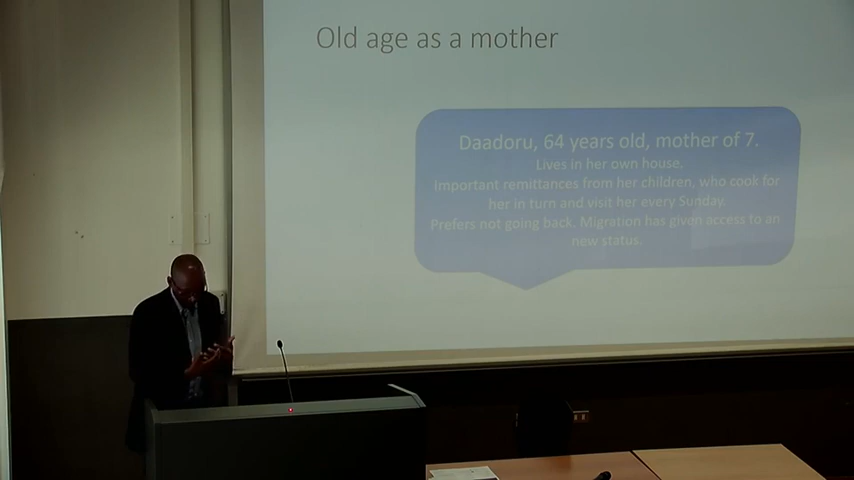 Old age as a mother
Daadoru, 64 years old, mother of 7.
Lives in her own house.
Important remittances from her children, who cook for
her in turn and visit her every Sunday.
Prefers not going back. Migration has given access to an
new status.